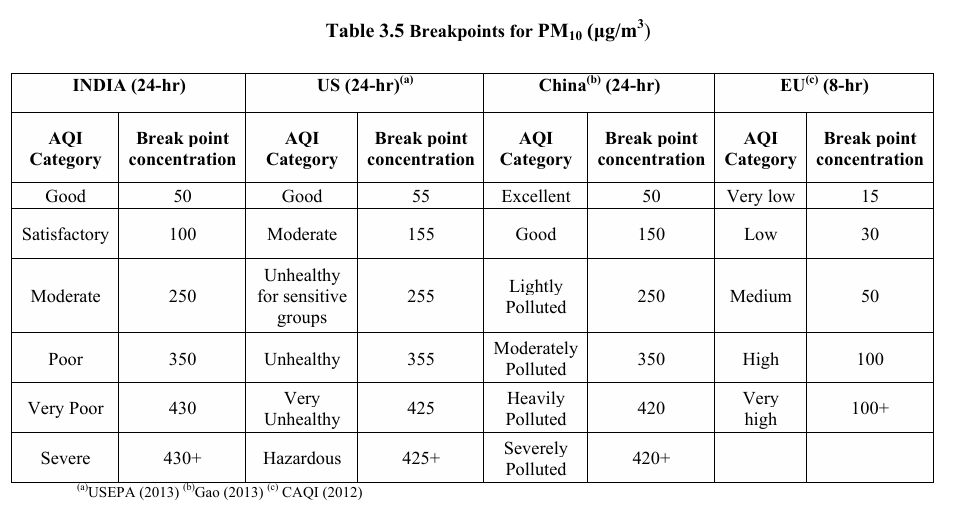 Table 3.5 Breakpoints for PM₁₀ (µg/m³)
INDIA (24-hr) US (24-hr)⁽ᵃ⁾ China⁽ᵇ⁾ (24-hr) EU⁽ᶜ⁾ (8-hr)
AQI Category Break point concentration AQI Category Break point concentration AQI Category Break point concentration AQI Category Break point concentration
Good 50 Good 55 Excellent 50 Very low 15
Satisfactory 100 Moderate 155 Good 150 Low 30
Moderate 250 Unhealthy for sensitive groups 255 Lightly Polluted 250 Medium 50
Poor 350 Unhealthy 355 Moderately Polluted 350 High 100
Very Poor 430 Very Unhealthy 425 Heavily Polluted 420 Very high 100+
Severe 430+ Hazardous 425+ Severely Polluted 420+
⁽ᵃ⁾USEPA (2013) ⁽ᵇ⁾Gao (2013) ⁽ᶜ⁾ CAQI (2012)